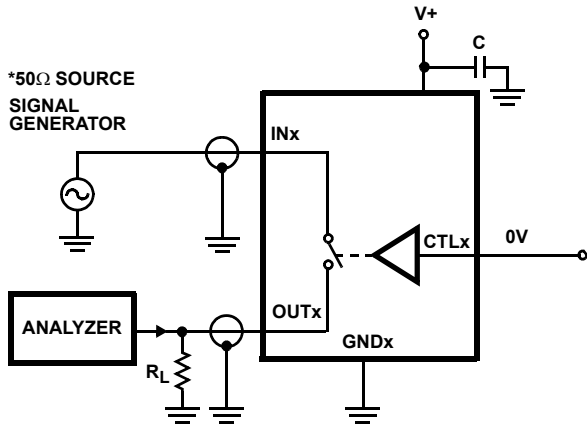 V+
C
*50Ω SOURCE
SIGNAL
GENERATOR
INx
CTLx
0V
OUTx
ANALYZER
GNDx
RL